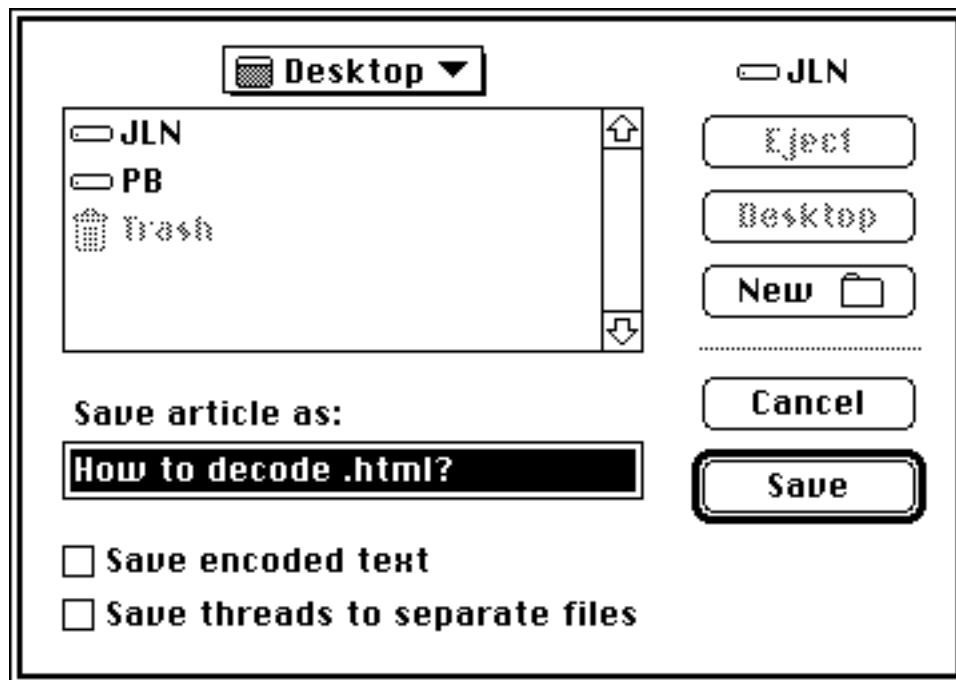 Desktop
JLN
PB
Trash
Save article as:
How to decode .html?
Save encoded text
Save threads to separate files
JLN
Eject
Desktop
New
Cancel
Save